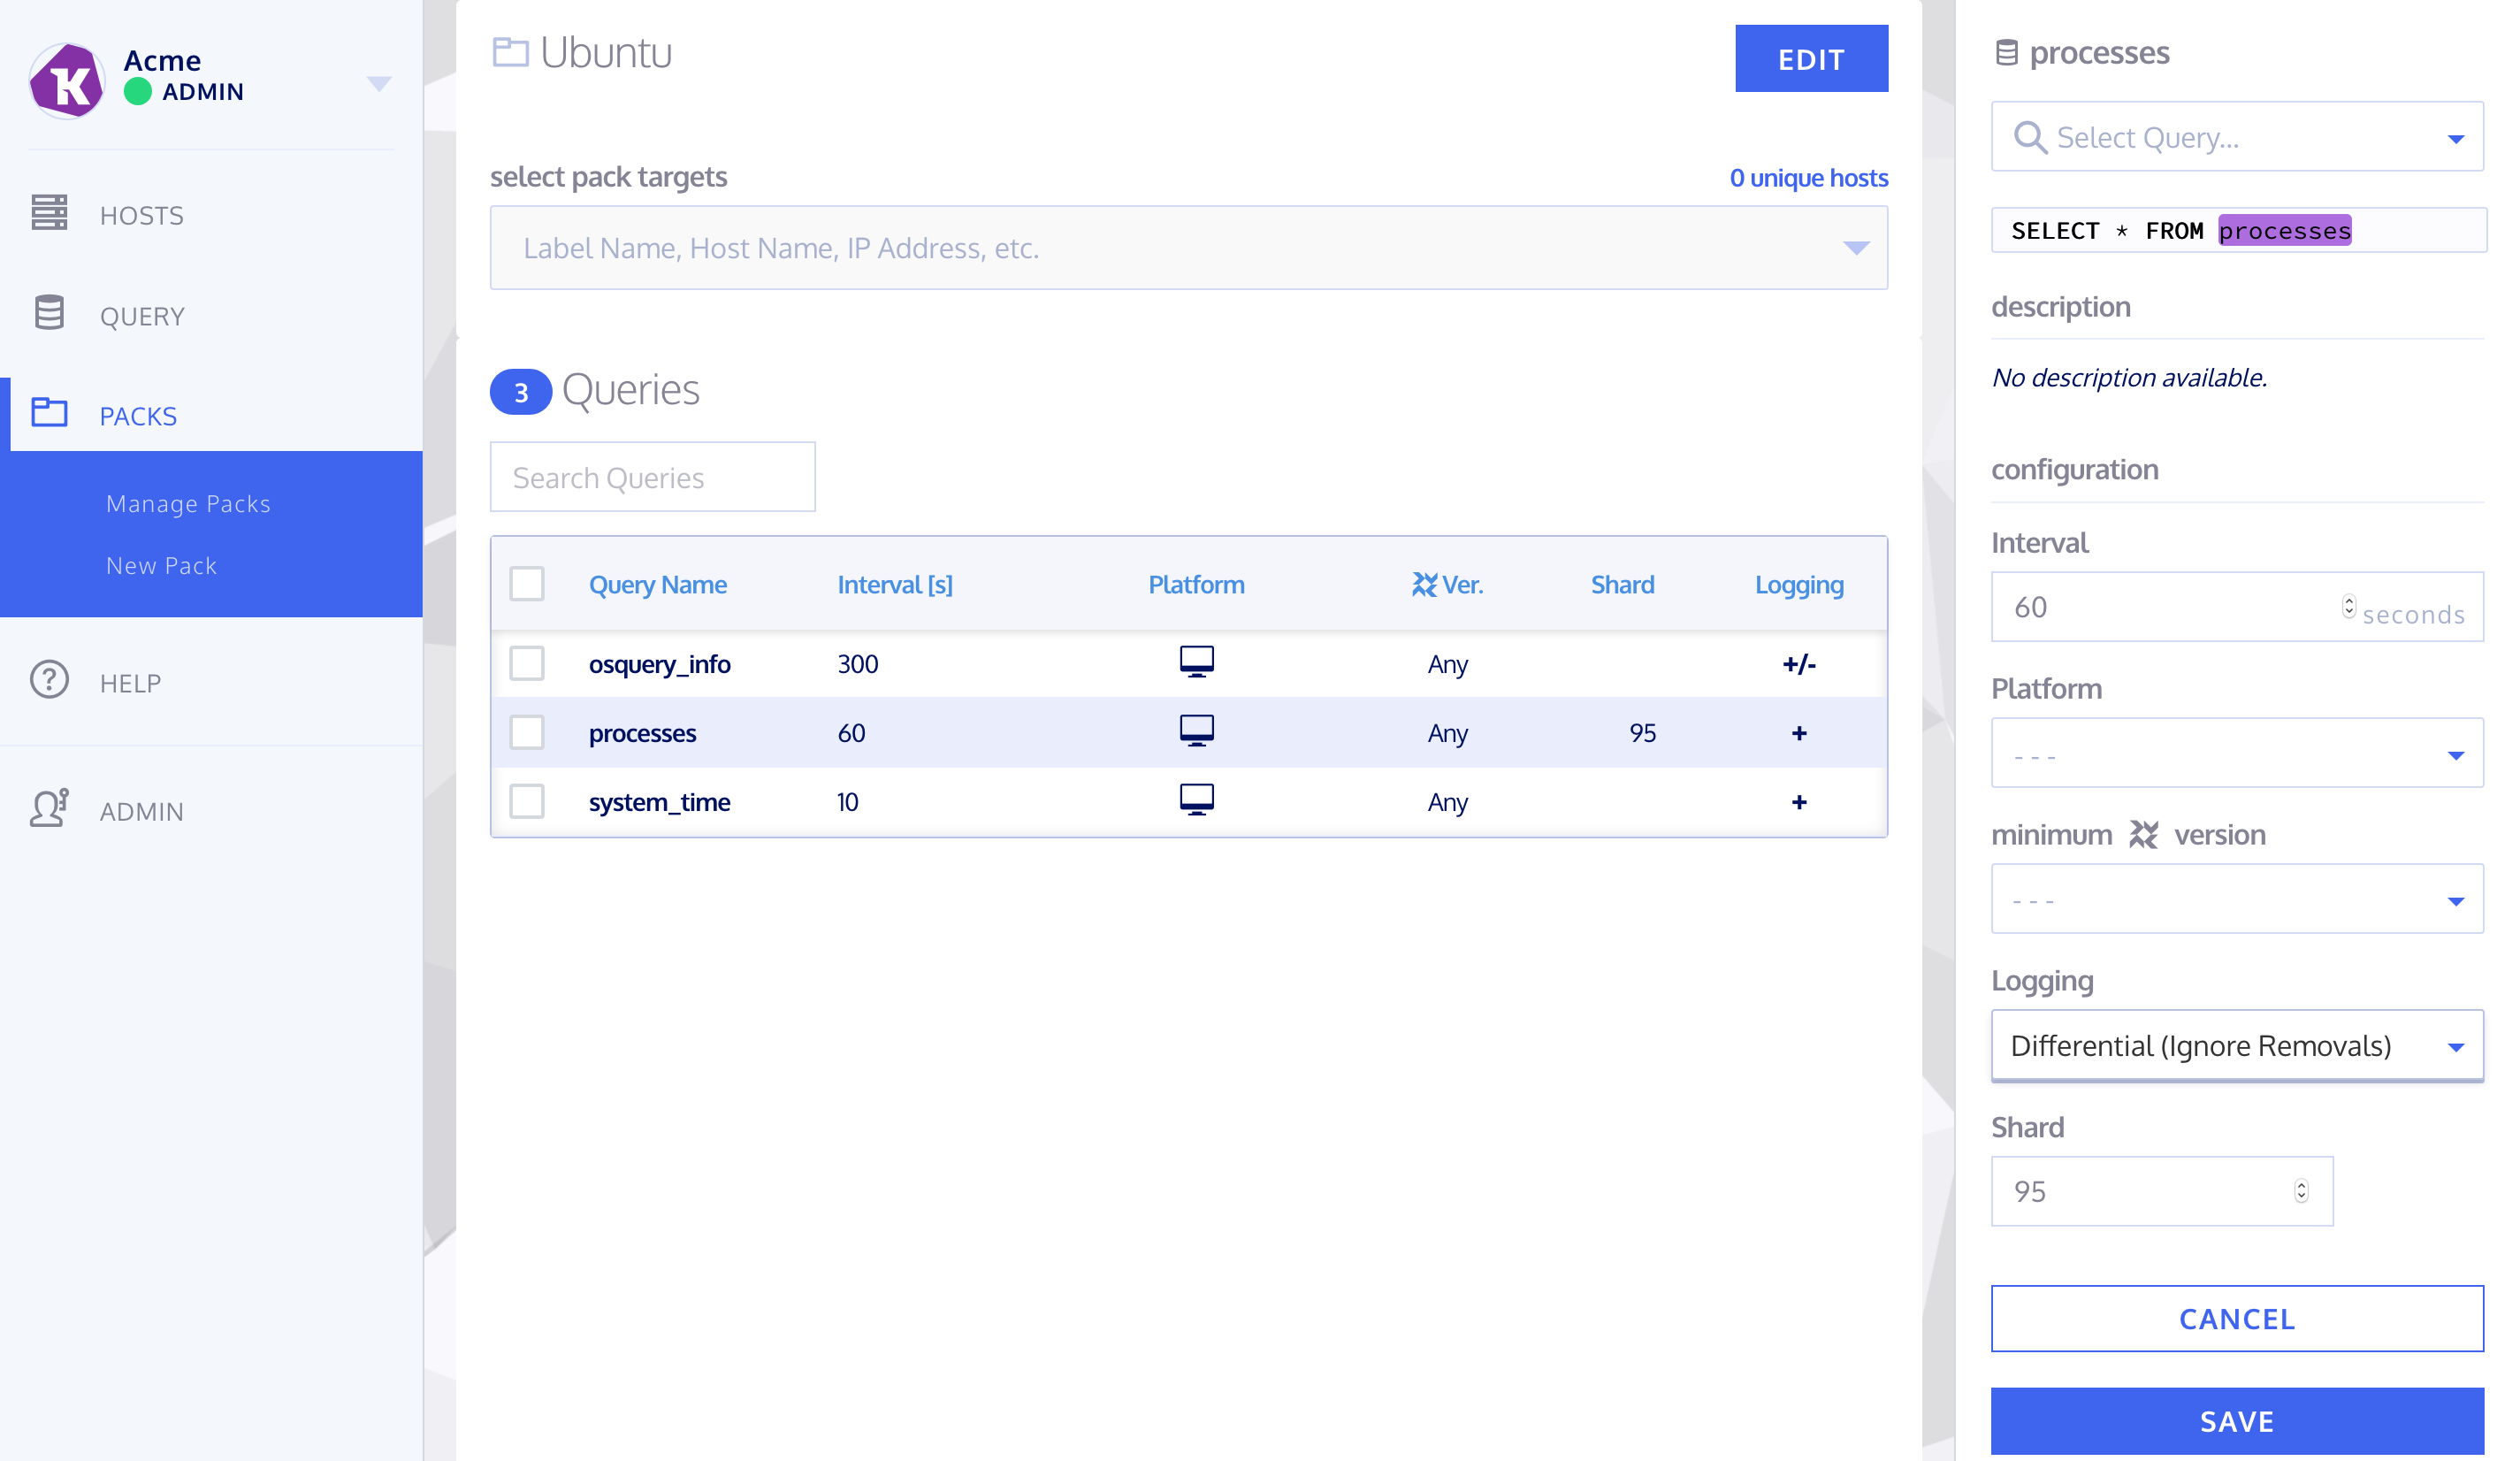 Acme
ADMIN
HOSTS
QUERY
PACKS
Manage Packs
New Pack
HELP
ADMIN
Ubuntu
EDIT
select pack targets
0 unique hosts
Label Name, Host Name, IP Address, etc.
3 Queries
Search Queries
Query Name Interval [s] Platform Ver. Shard Logging
osquery_info 300 Any +/-
processes 60 Any 95 +
system_time 10 Any +
processes
Select Query...
SELECT * FROM processes
description
No description available.
configuration
Interval
60 seconds
Platform
- - -
minimum version
- - -
Logging
Differential (Ignore Removals)
Shard
95
CANCEL
SAVE